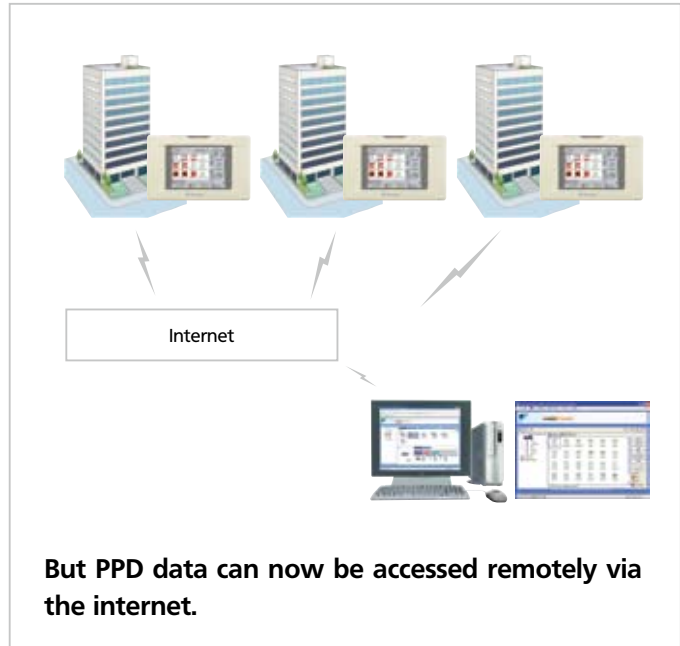 Internet
But PPD data can now be accessed remotely via
the internet.